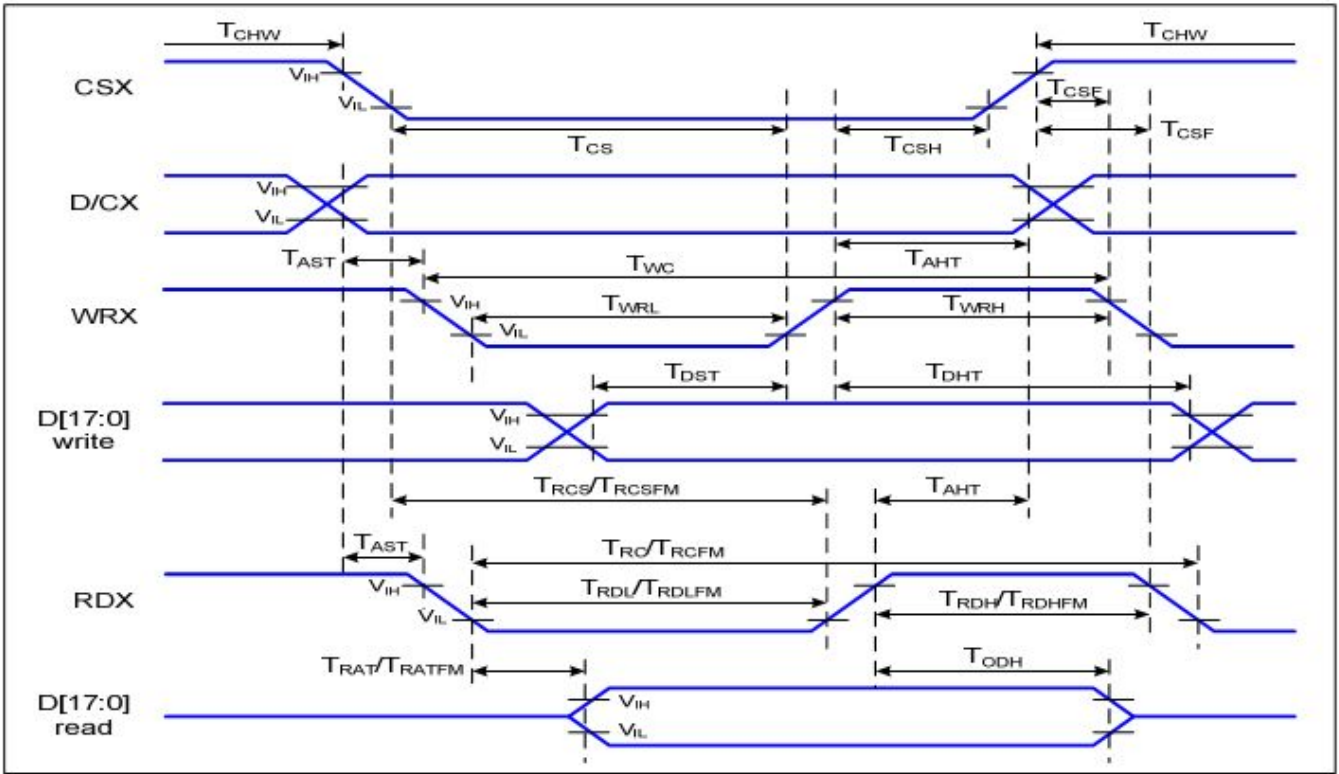 TCHW
TCHW
CSX
VIH
VIL
TCSF
TCS
TCSH
TCSF
D/CX
VIH
VIL
TAST
TWC
TAHT
WRX
VIH
VIL
TWRL
TWRH
TDST
TDHT
D[17:0]
write
VIH
VIL
TRCS/TRCSFM
TAHT
TAST
TRC/TRCFM
RDX
VIH
VIL
TRDL/TRDLFM
TRDH/TRDHFM
TRAT/TRATFM
TODH
D[17:0]
read
VIH
VIL